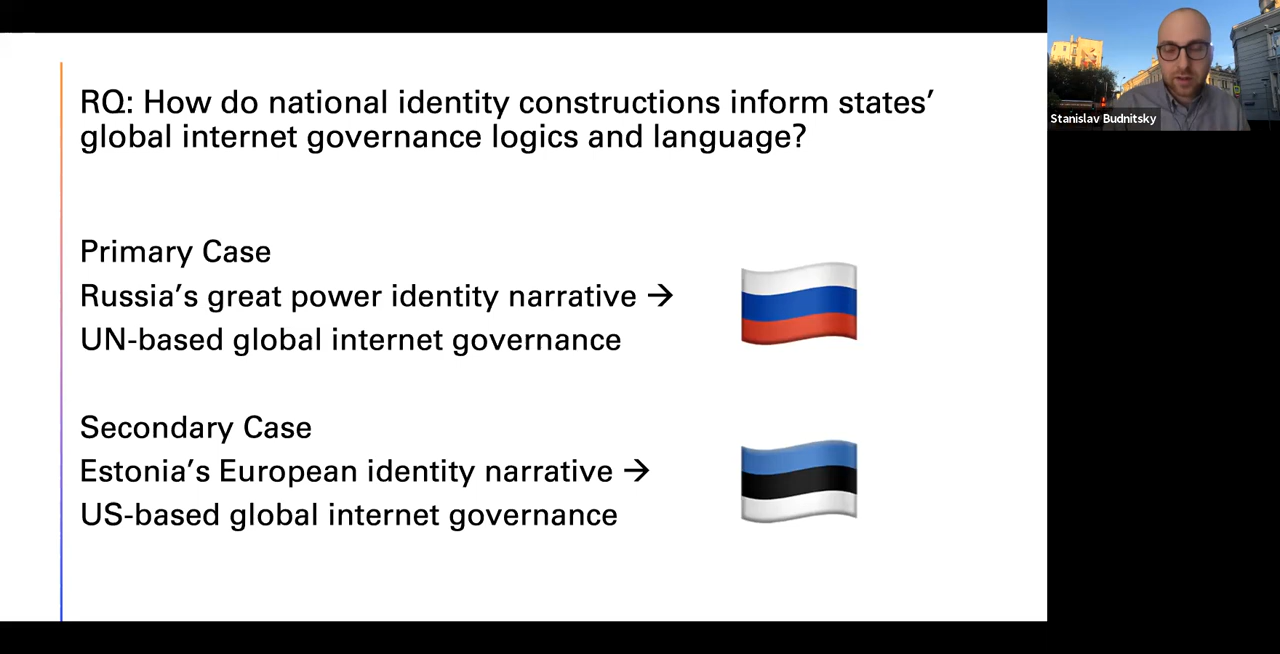 RQ: How do national identity constructions inform states’
global internet governance logics and language?
Primary Case
Russia’s great power identity narrative →
UN-based global internet governance
Secondary Case
Estonia’s European identity narrative →
US-based global internet governance
Stanislav Budnitsky